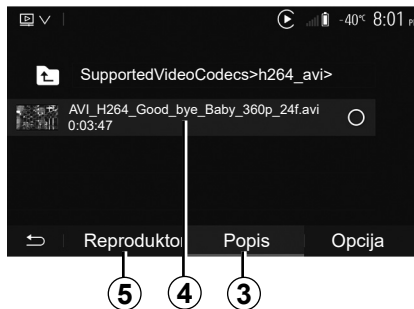 -40°C 8:01 P
SupportedVideoCodecs>h264_avi>
AVI_H264_Good_bye_Baby_360p_24f.avi
0:03:47
Reproduktor Popis Opcija
5 4 3